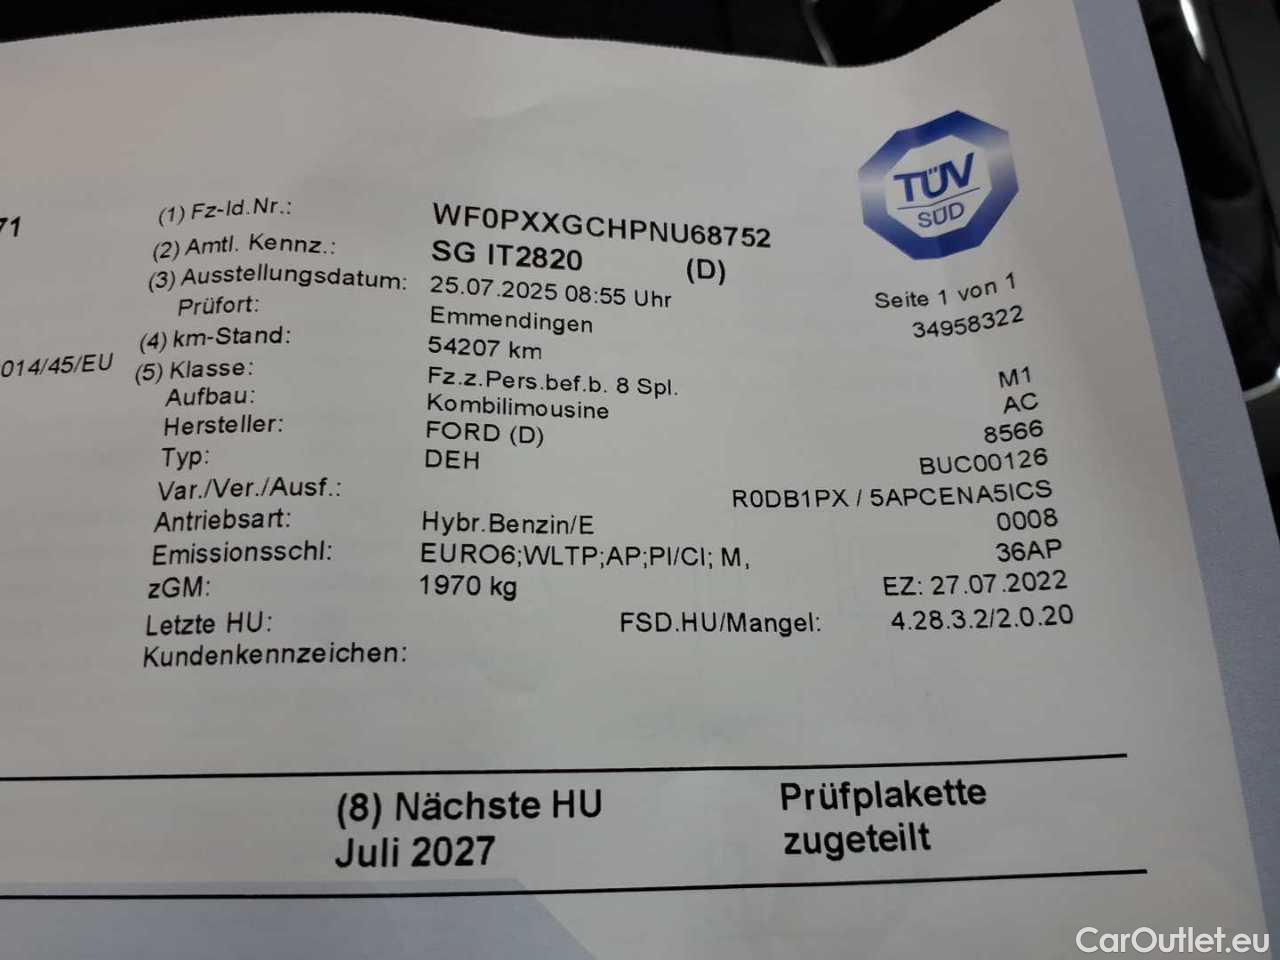 TÜV
SÜD
71
(1) Fz-Id.Nr.: WF0PXXGCHPNU68752
(2) Amtl. Kennz.: SG IT2820 (D)
(3) Ausstellungsdatum: 25.07.2025 08:55 Uhr Seite 1 von 1
Prüfort: Emmendingen 34958322
(4) km-Stand: 54207 km
014/45/EU (5) Klasse: Fz.z.Pers.bef.b. 8 Spl. M1
Aufbau: Kombilimousine AC
Hersteller: FORD (D) 8566
Typ: DEH BUC00126
Var./Ver./Ausf.: R0DB1PX / 5APCENA5ICS
Antriebsart: Hybr.Benzin/E 0008
Emissionsschl: EURO6;WLTP;AP;PI/CI; M, 36AP
zGM: 1970 kg EZ: 27.07.2022
Letzte HU: FSD.HU/Mangel: 4.28.3.2/2.0.20
Kundenkennzeichen:
(8) Nächste HU Prüfplakette
Juli 2027 zugeteilt
CarOutlet.eu